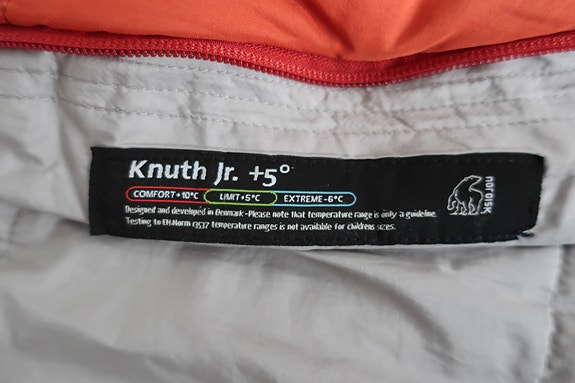 Knuth Jr. +5°
COMFORT+10°C LIMIT+5°C EXTREME-6°C
Designed and developed in Denmark-Please note that temperature range is only a guideline.
Testing to EN.Norm 13537 temperature ranges is not available for childrens sizes.
NORDISK